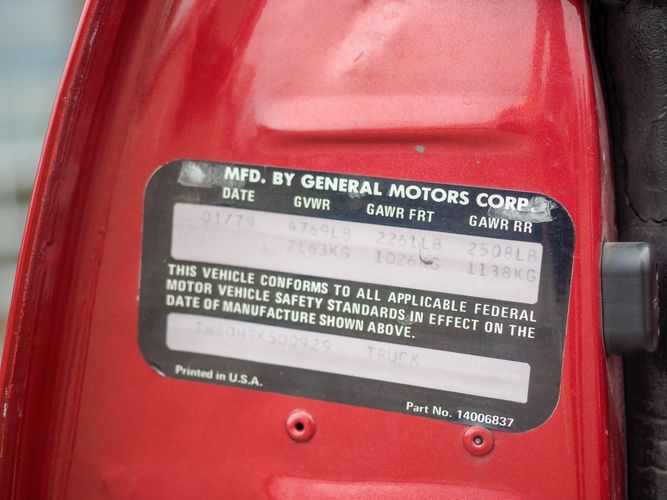 MFD. BY GENERAL MOTORS CORP.
DATE GVWR GAWR FRT GAWR RR
01/79 4769LB 2261LB 2508LB
2163KG 1026KG 1138KG
THIS VEHICLE CONFORMS TO ALL APPLICABLE FEDERAL
MOTOR VEHICLE SAFETY STANDARDS IN EFFECT ON THE
DATE OF MANUFACTURE SHOWN ABOVE.
TRUCK
Printed in U.S.A.
Part No. 14006837